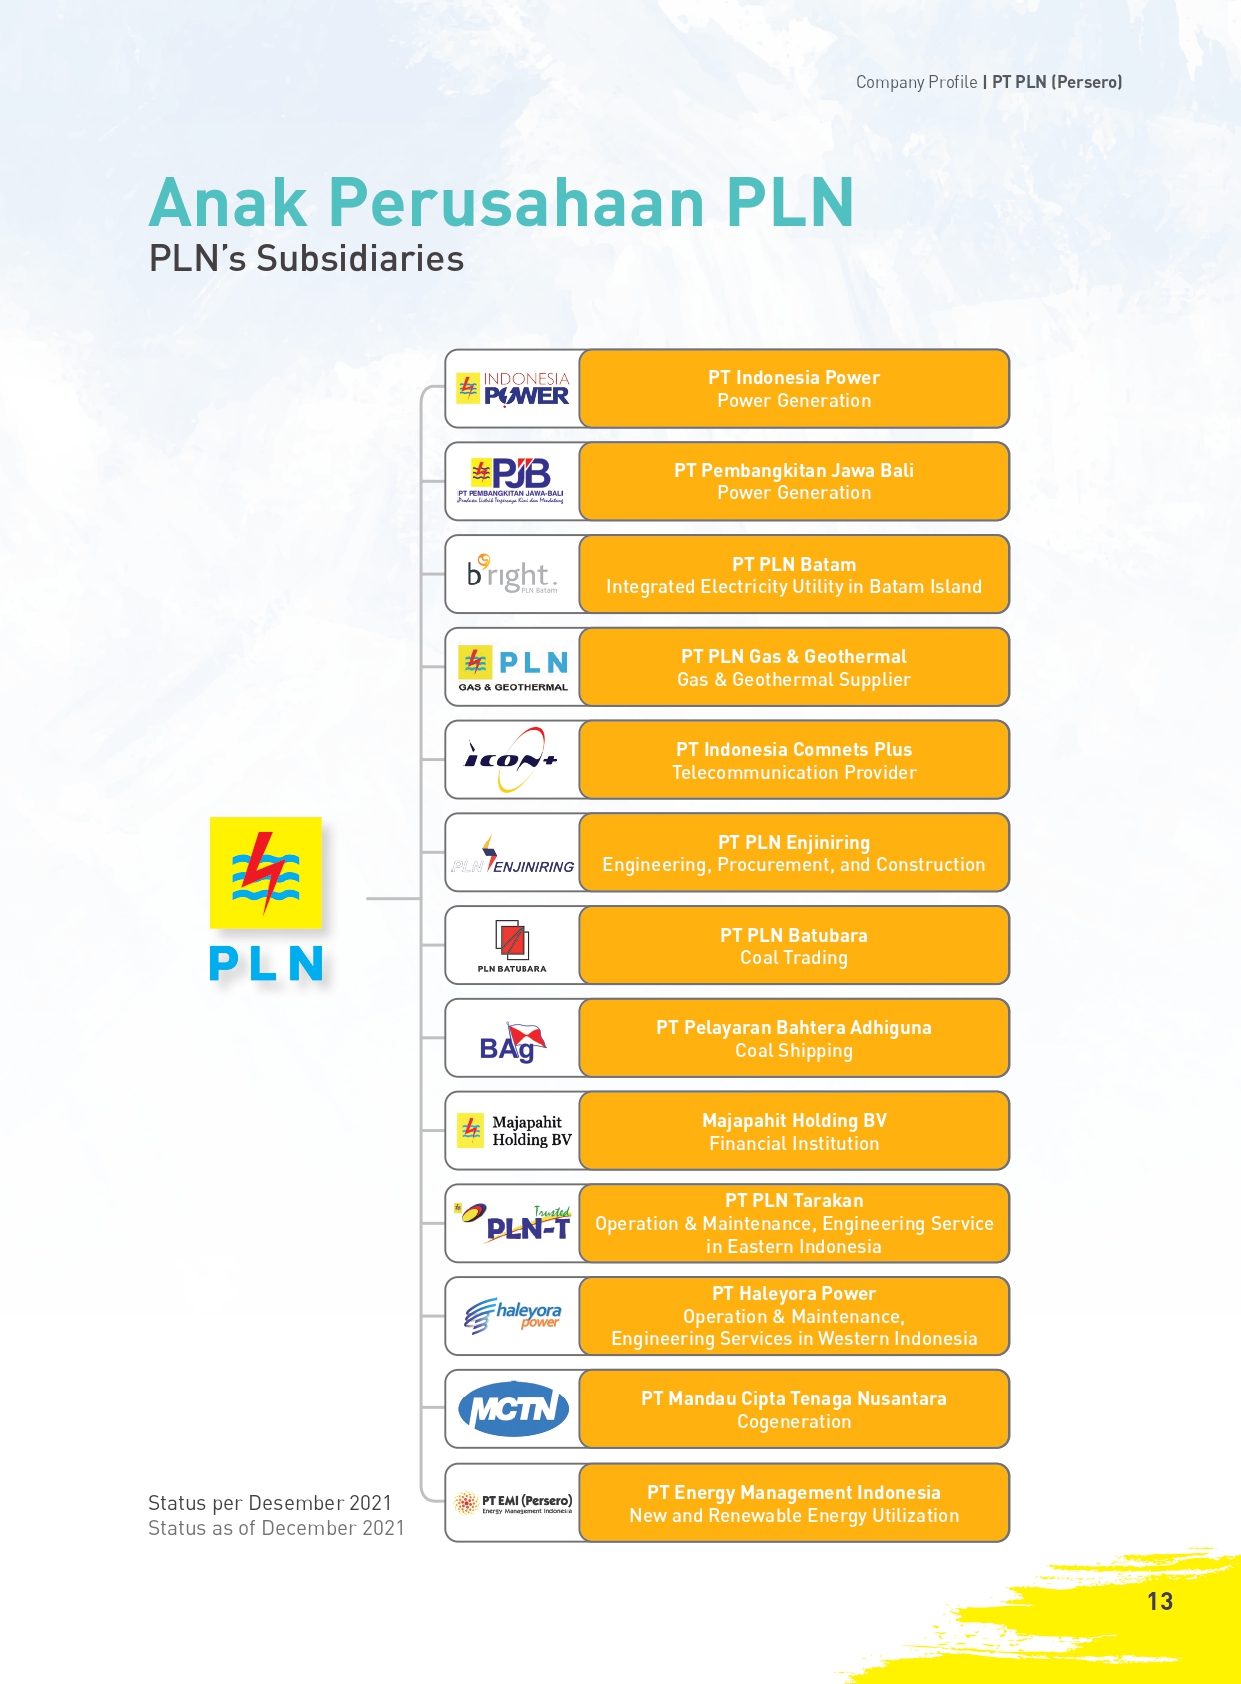 Company Profile | PT PLN (Persero)
Anak Perusahaan PLN
PLN's Subsidiaries
INDONESIA
POWER
PT Indonesia Power
Power Generation
PJB
PT PEMBANGKITAN JAWA-BALI
Produsen Listrik Terpercaya Kini dan Mendatang
PT Pembangkitan Jawa Bali
Power Generation
b'right.
PLN Batam
PT PLN Batam
Integrated Electricity Utility in Batam Island
PLN
GAS & GEOTHERMAL
PT PLN Gas & Geothermal
Gas & Geothermal Supplier
icon+
PT Indonesia Comnets Plus
Telecommunication Provider
PLN ENJINIRING
PT PLN Enjiniring
Engineering, Procurement, and Construction
PLN
PLN BATUBARA
PT PLN Batubara
Coal Trading
BAg
PT Pelayaran Bahtera Adhiguna
Coal Shipping
Majapahit
Holding BV
Majapahit Holding BV
Financial Institution
Trusted
PLN-T
PT PLN Tarakan
Operation & Maintenance, Engineering Service
in Eastern Indonesia
haleyora
power
PT Haleyora Power
Operation & Maintenance,
Engineering Services in Western Indonesia
MCTN
PT Mandau Cipta Tenaga Nusantara
Cogeneration
PT EMI (Persero)
Energy Management Indonesia
PT Energy Management Indonesia
New and Renewable Energy Utilization
Status per Desember 2021
Status as of December 2021
13